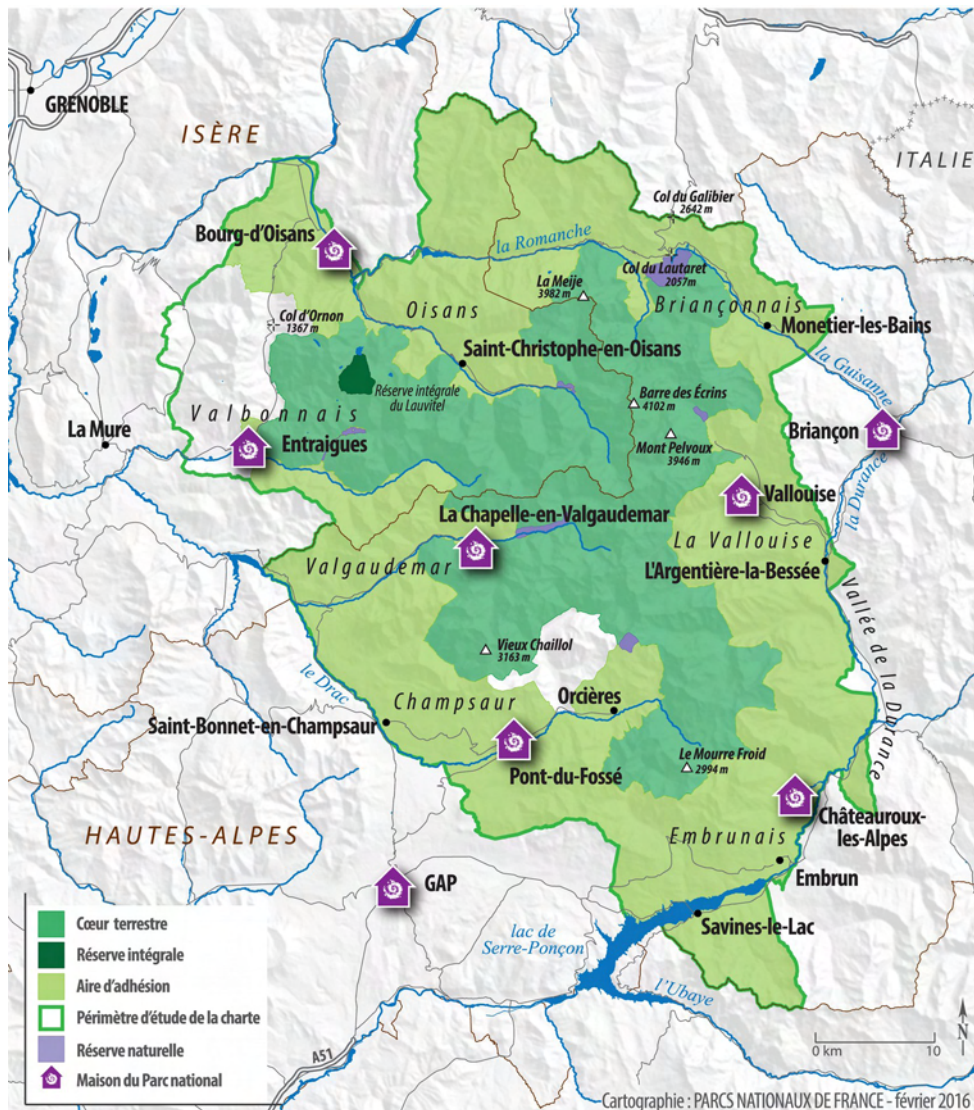 GRENOBLE
ISÈRE
ITALIE
Col du Galibier
2642 m
Bourg-d'Oisans
la Romanche
La Meije
3982 m
Col du Lautaret
2057m
Briançonnais
Oisans
Col d'Ornon
1367 m
Monetier-les-Bains
Saint-Christophe-en-Oisans
la Guisanne
Réserve intégrale
du Lauvitel
Barre des Écrins
4102 m
Valbonnais
La Mure
Entraigues
Mont Pelvoux
3946 m
Briançon
Vallouise
la Durance
La Chapelle-en-Valgaudemar
La Vallouise
Valgaudemar
L'Argentière-la-Bessée
Vallée de la Durance
Vieux Chaillol
3163 m
le Drac
Champsaur
Orcières
Saint-Bonnet-en-Champsaur
Pont-du-Fossé
Le Mourre Froid
2994 m
Châteauroux-
les-Alpes
HAUTES-ALPES
Embrunais
Embrun
GAP
Savines-le-Lac
lac de
Serre-Ponçon
l'Ubaye
A51
Cœur terrestre
Réserve intégrale
Aire d'adhésion
Périmètre d'étude de la charte
Réserve naturelle
Maison du Parc national
N
0 km 10
Cartographie : PARCS NATIONAUX DE FRANCE - février 2016